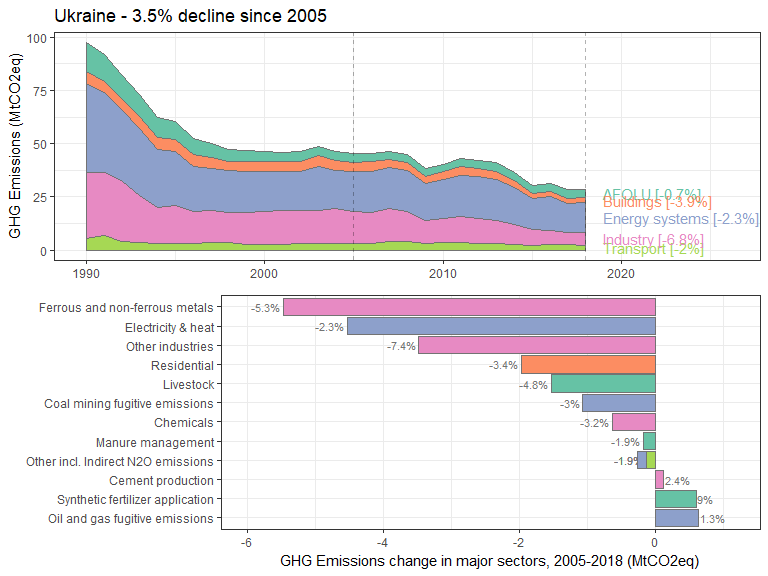 Ukraine - 3.5% decline since 2005
GHG Emissions (MtCO2eq)
100
75
50
25
0
AFOLU [-0.7%]
Buildings [-3.9%]
Energy systems [-2.3%]
Industry [-6.8%]
Transport [-2%]
1990
2000
2010
2020
Ferrous and non-ferrous metals
-5.3%
Electricity & heat
-2.3%
Other industries
-7.4%
Residential
-3.4%
Livestock
-4.8%
Coal mining fugitive emissions
-3%
Chemicals
-3.2%
Manure management
-1.9%
Other incl. Indirect N2O emissions
-1.9%
Cement production
2.4%
Synthetic fertilizer application
9%
Oil and gas fugitive emissions
1.3%
-6
-4
-2
0
GHG Emissions change in major sectors, 2005-2018 (MtCO2eq)